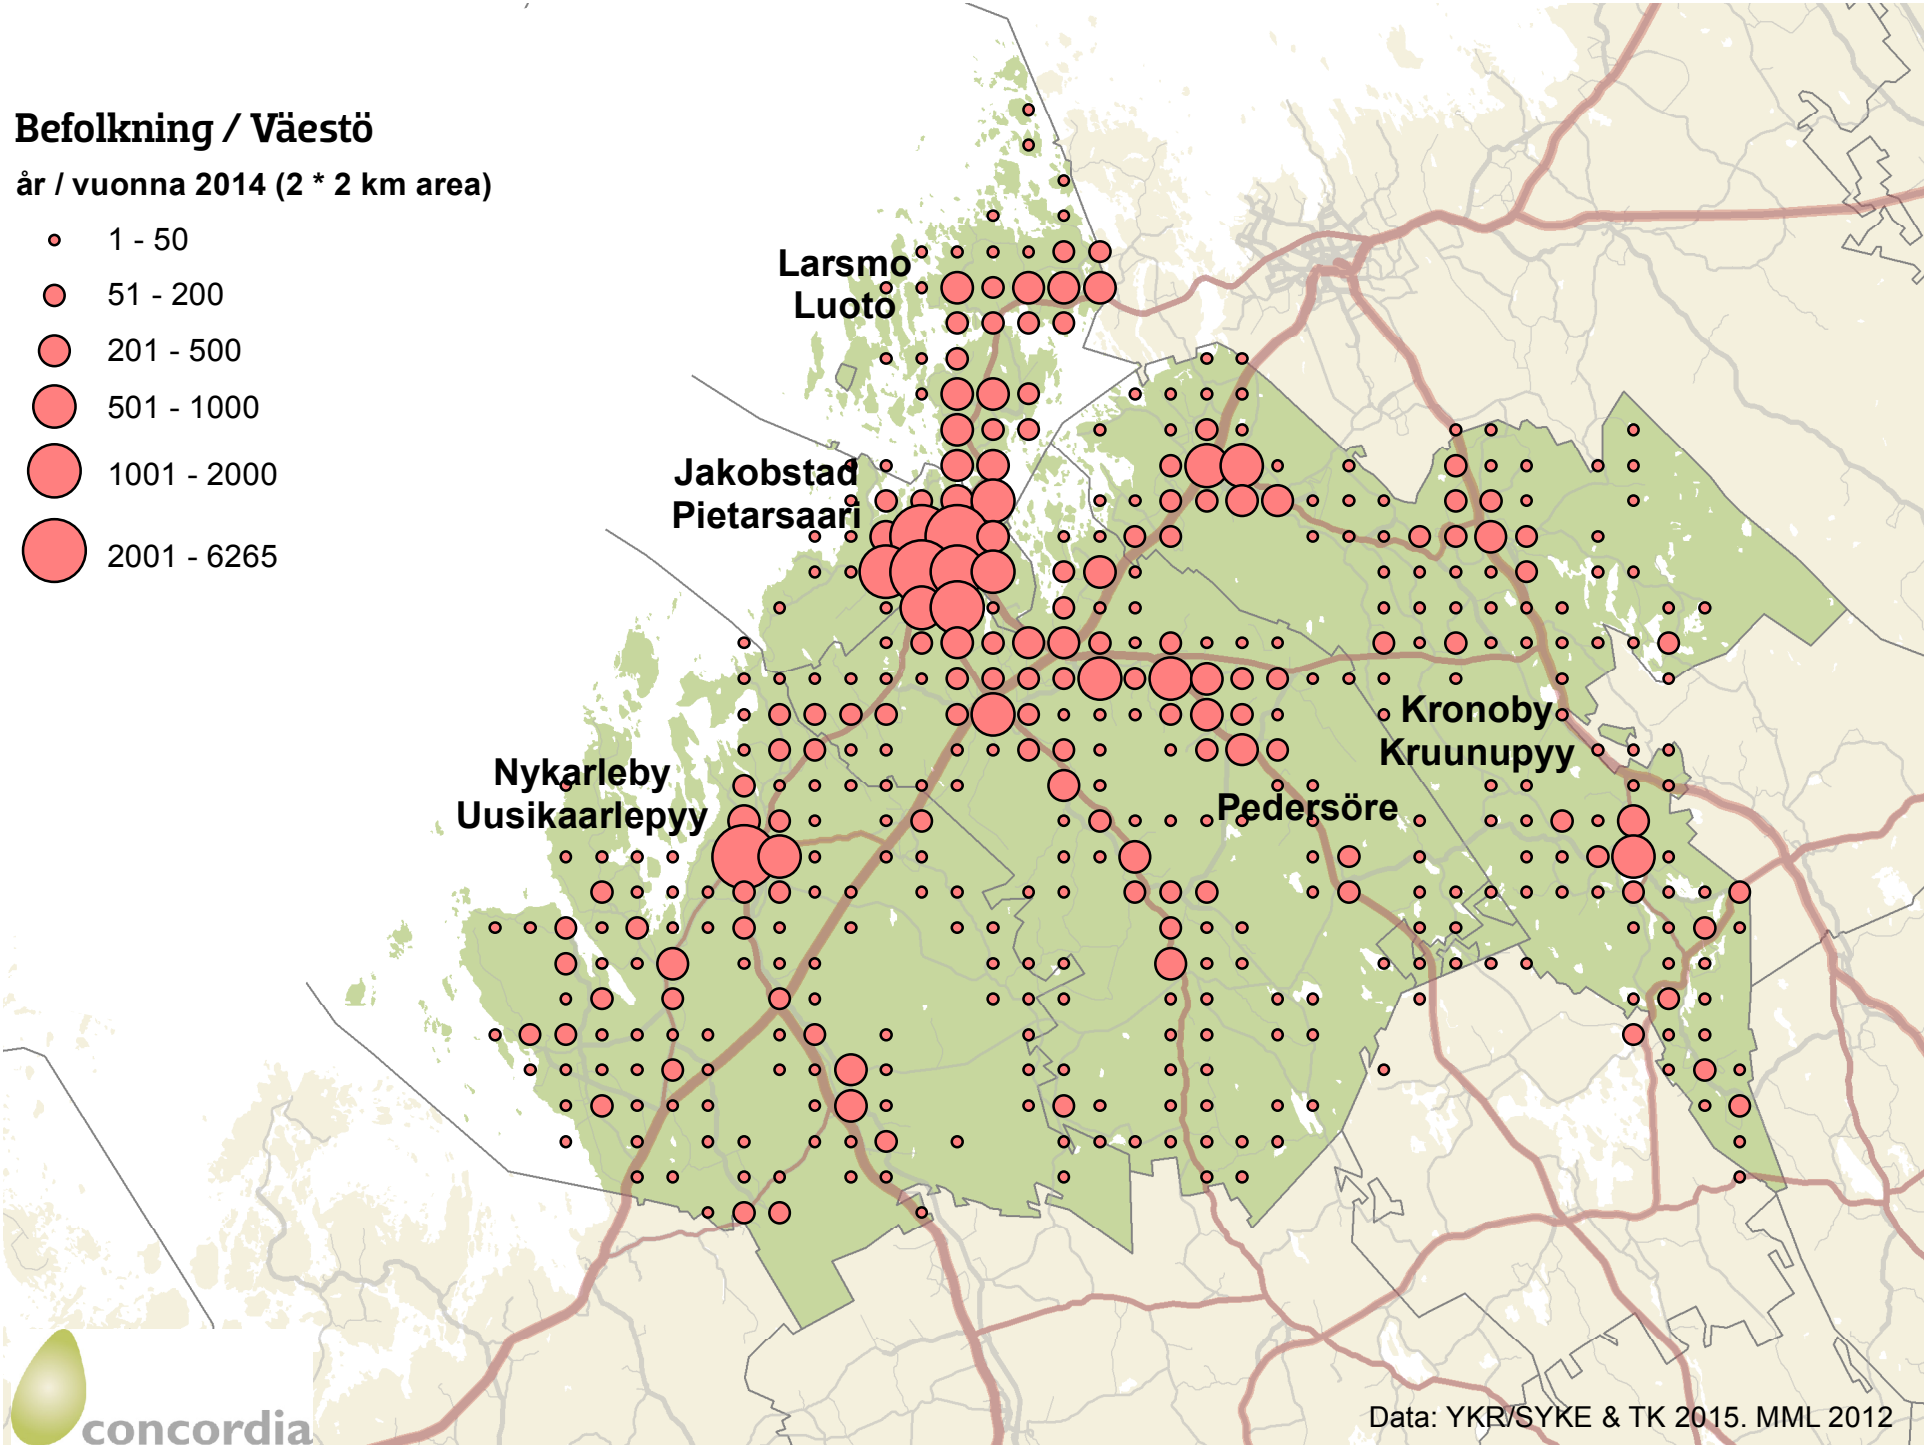 Befolkning / Väestö
år / vuonna 2014 (2 * 2 km area)
1 - 50
51 - 200
201 - 500
501 - 1000
1001 - 2000
2001 - 6265
Larsmo
Luoto
Jakobstad
Pietarsaari
Nykarleby
Uusikaarlepyy
Kronoby
Kruunupyy
Pedersöre
concordia
Data: YKR/SYKE & TK 2015. MML 2012